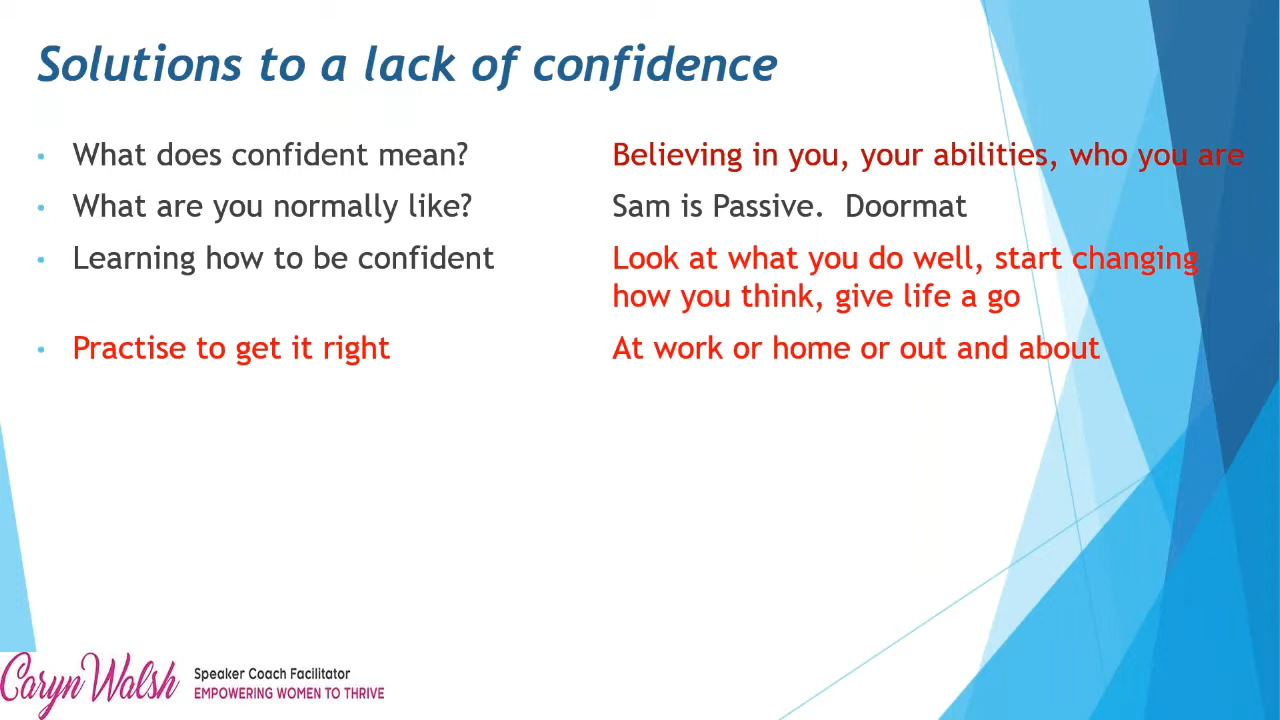 Solutions to a lack of confidence
What does confident mean? Believing in you, your abilities, who you are
What are you normally like? Sam is Passive.  Doormat
Learning how to be confident Look at what you do well, start changing
how you think, give life a go
Practise to get it right At work or home or out and about
Caryn Walsh
Speaker Coach Facilitator
EMPOWERING WOMEN TO THRIVE